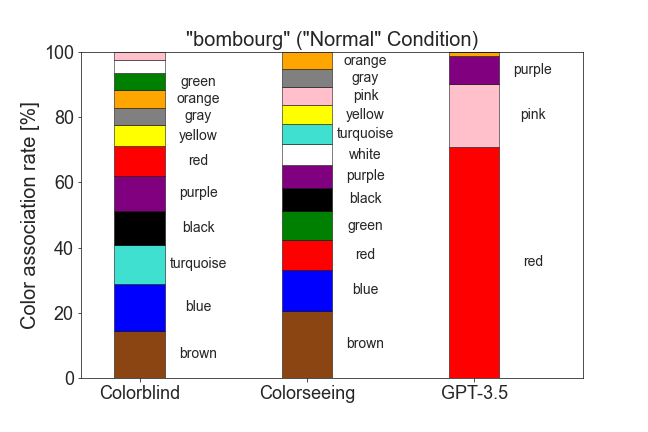 "bombourg" ("Normal" Condition)
Color association rate [%]
100
80
60
40
20
0
green
orange
gray
yellow
red
purple
black
turquoise
blue
brown
orange
gray
pink
yellow
turquoise
white
purple
black
green
red
blue
brown
purple
pink
red
Colorblind
Colorseeing
GPT-3.5